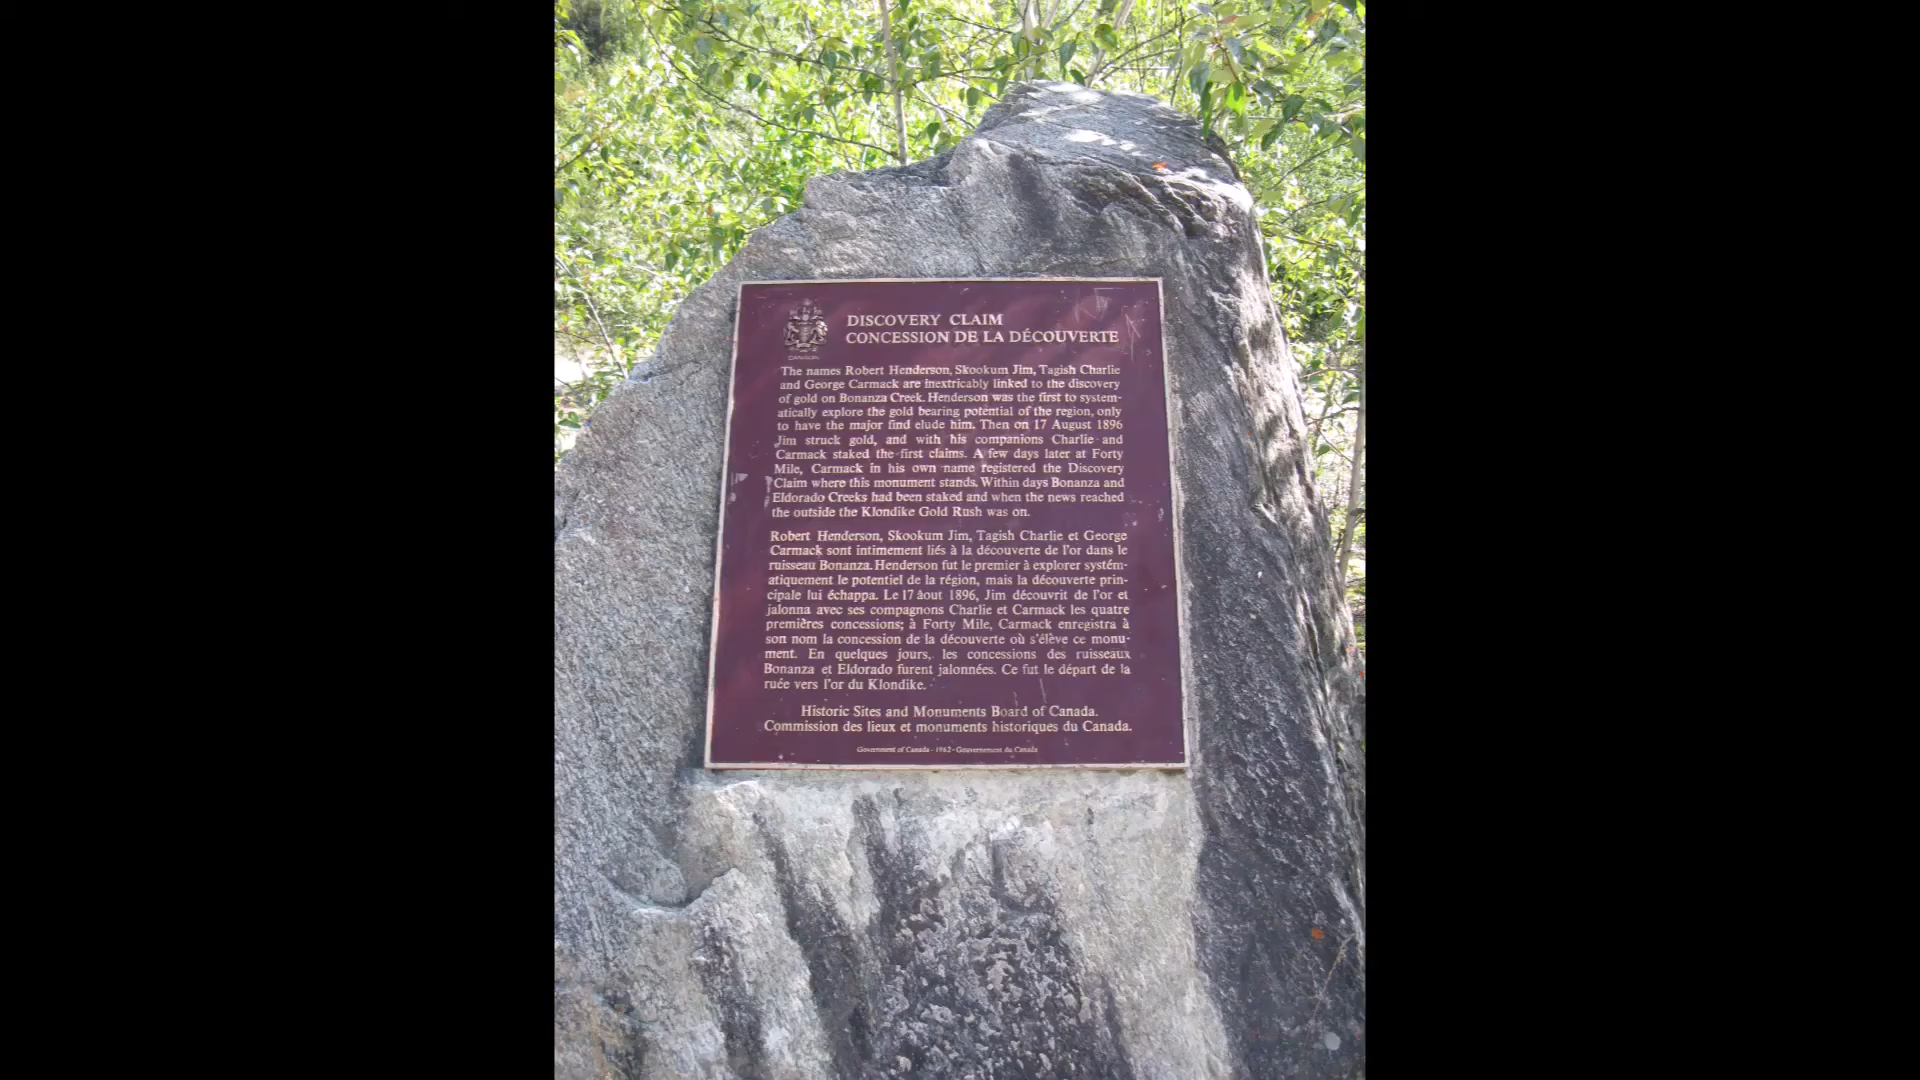 CANADA
DISCOVERY CLAIM
CONCESSION DE LA DÉCOUVERTE
The names Robert Henderson, Skookum Jim, Tagish Charlie
and George Carmack are inextricably linked to the discovery
of gold on Bonanza Creek. Henderson was the first to system-
atically explore the gold bearing potential of the region, only
to have the major find elude him. Then on 17 August 1896
Jim struck gold, and with his companions Charlie and
Carmack staked the first claims. A few days later at Forty
Mile, Carmack in his own name registered the Discovery
Claim where this monument stands. Within days Bonanza and
Eldorado Creeks had been staked and when the news reached
the outside the Klondike Gold Rush was on.
Robert Henderson, Skookum Jim, Tagish Charlie et George
Carmack sont intimement liés à la découverte de l'or dans le
ruisseau Bonanza. Henderson fut le premier à explorer systém-
atiquement le potentiel de la région, mais la découverte prin-
cipale lui échappa. Le 17 âout 1896, Jim découvrit de l'or et
jalonna avec ses compagnons Charlie et Carmack les quatre
premières concessions; à Forty Mile, Carmack enregistra à
son nom la concession de la découverte où s'élève ce monu-
ment. En quelques jours, les concessions des ruisseaux
Bonanza et Eldorado furent jalonnées. Ce fut le départ de la
ruée vers l'or du Klondike.
Historic Sites and Monuments Board of Canada.
Commission des lieux et monuments historiques du Canada.
Government of Canada - 1962 - Gouvernement du Canada